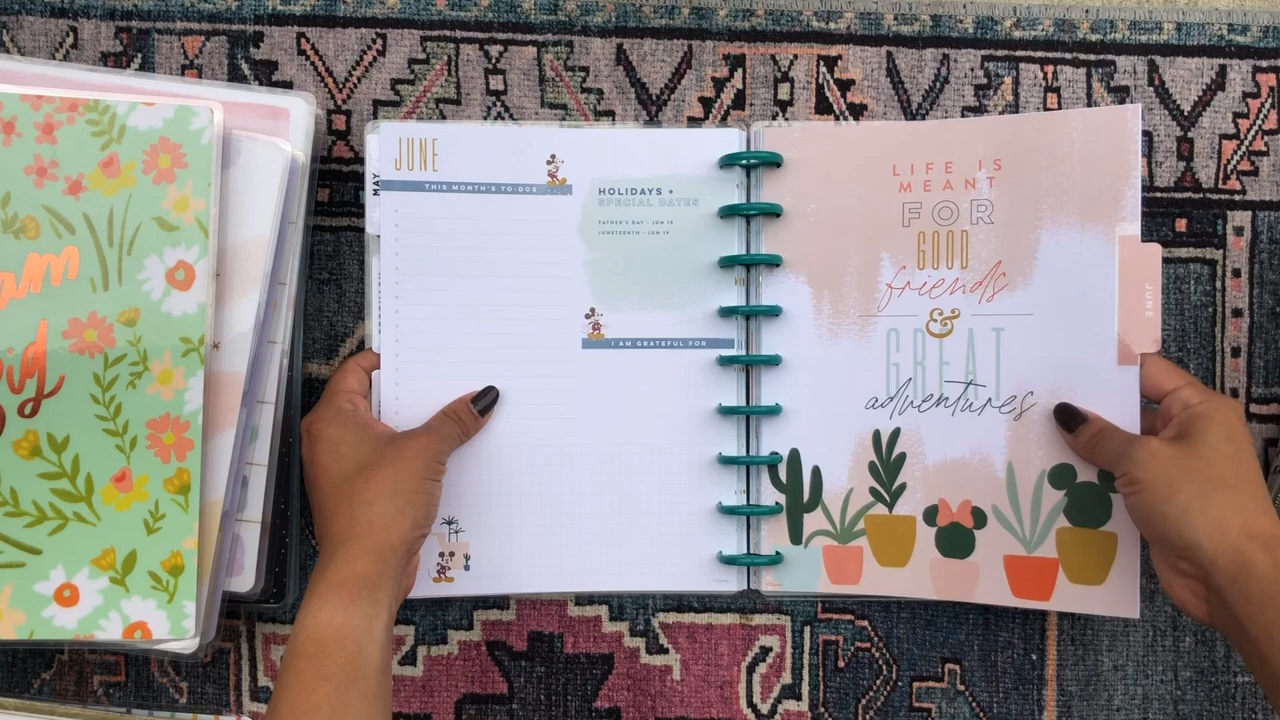 am
JUNE
MAY
THIS MONTH'S TO-DOS
HOLIDAYS +
SPECIAL DATES
FATHER'S DAY - JUN 19
JUNETEENTH - JUN 19
I AM GRATEFUL FOR
LIFE IS
MEANT
FOR
GOOD
friends
&
GREAT
adventures
JUNE